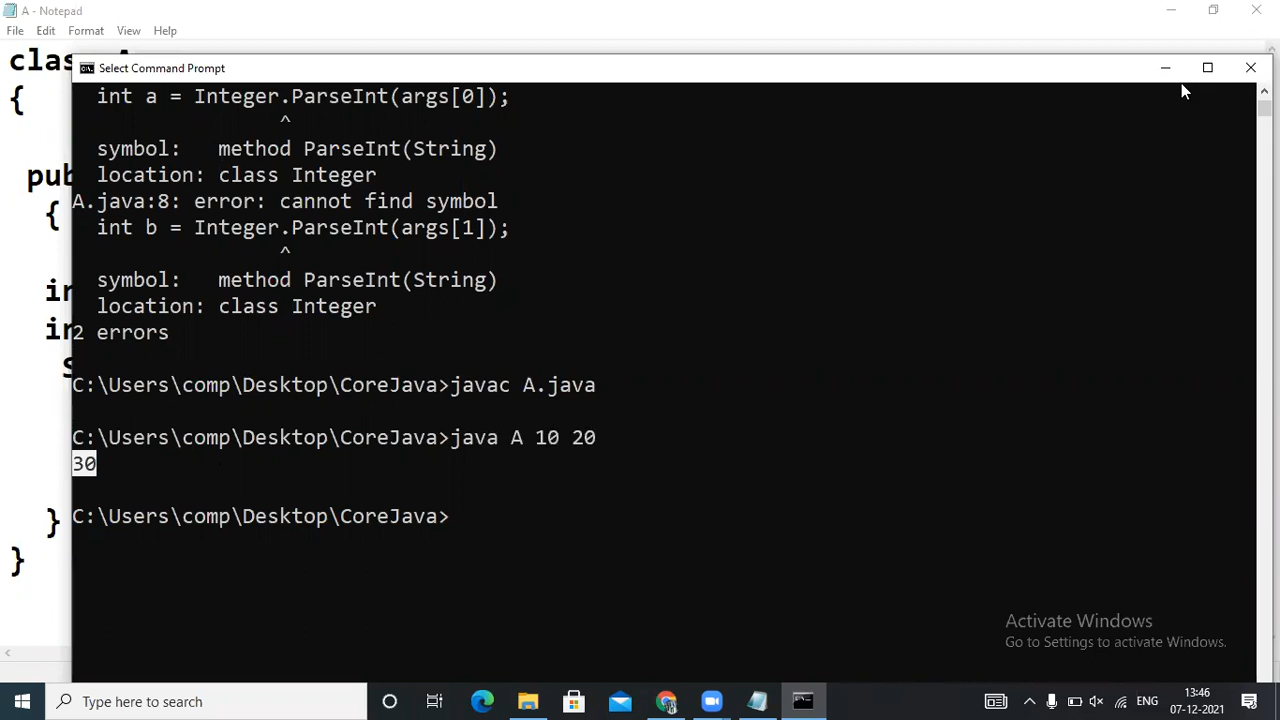 A - Notepad
File Edit Format View Help
clas
{
pub
{
in
in
S
}
}
Select Command Prompt
int a = Integer.ParseInt(args[0]);
^
symbol: method ParseInt(String)
location: class Integer
A.java:8: error: cannot find symbol
int b = Integer.ParseInt(args[1]);
^
symbol: method ParseInt(String)
location: class Integer
2 errors
C:\Users\comp\Desktop\CoreJava>javac A.java
C:\Users\comp\Desktop\CoreJava>java A 10 20
30
C:\Users\comp\Desktop\CoreJava>
Activate Windows
Go to Settings to activate Windows.
Type here to search
ENG
13:46
07-12-2021